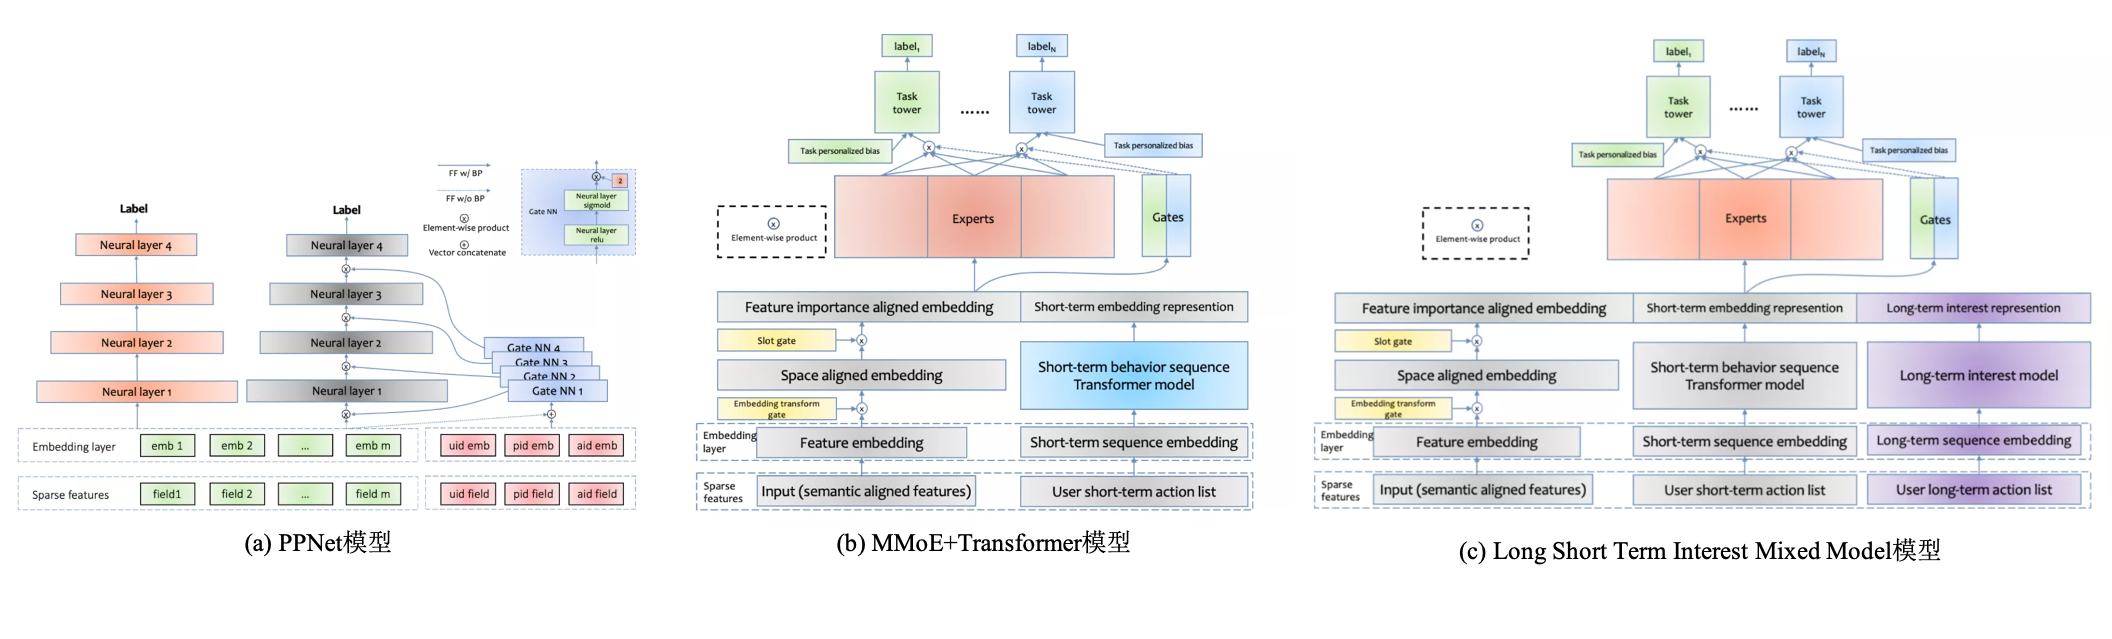 Label
Neural layer 4
Neural layer 3
Neural layer 2
Neural layer 1
Label
Neural layer 4
Neural layer 3
Neural layer 2
Neural layer 1
FF w/ BP
FF w/o BP
Element-wise product
Vector concatenate
Gate NN
2
Neural layer
sigmoid
Neural layer
relu
Gate NN 4
Gate NN 3
Gate NN 2
Gate NN 1
Embedding layer
emb 1
emb 2
...
emb m
uid emb
pid emb
aid emb
Sparse features
field1
field 2
...
field m
uid field
pid field
aid field
(a) PPNet模型
label₁
labelN
Task
tower
......
Task
tower
Task personalized bias
Task personalized bias
Element-wise product
Experts
Gates
Feature importance aligned embedding
Short-term embedding represention
Slot gate
Space aligned embedding
Short-term behavior sequence
Transformer model
Embedding transform
gate
Embedding
layer
Feature embedding
Short-term sequence embedding
Sparse
features
Input (semantic aligned features)
User short-term action list
(b) MMoE+Transformer模型
label₁
labelN
Task
tower
......
Task
tower
Task personalized bias
Task personalized bias
Element-wise product
Experts
Gates
Feature importance aligned embedding
Short-term embedding represention
Long-term interest represention
Slot gate
Space aligned embedding
Short-term behavior sequence
Transformer model
Long-term interest model
Embedding transform
gate
Embedding
layer
Feature embedding
Short-term sequence embedding
Long-term sequence embedding
Sparse
features
Input (semantic aligned features)
User short-term action list
User long-term action list
(c) Long Short Term Interest Mixed Model模型